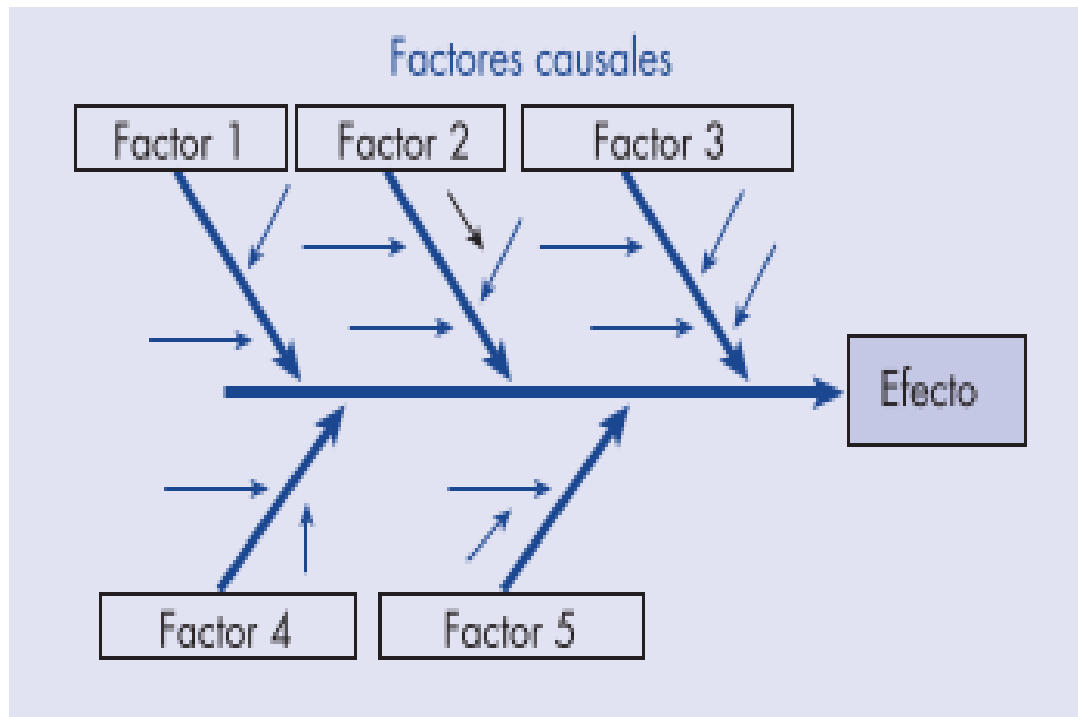 Factores causales
Factor 1
Factor 2
Factor 3
Efecto
Factor 4
Factor 5